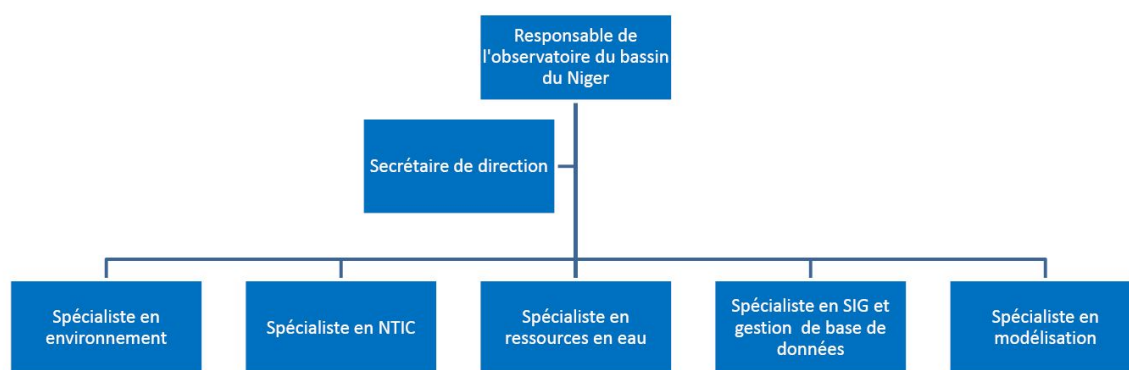 Responsable de
l'observatoire du bassin
du Niger
Secrétaire de direction
Spécialiste en
environnement
Spécialiste en NTIC
Spécialiste en
ressources en eau
Spécialiste en SIG et
gestion de base de
données
Spécialiste en
modélisation